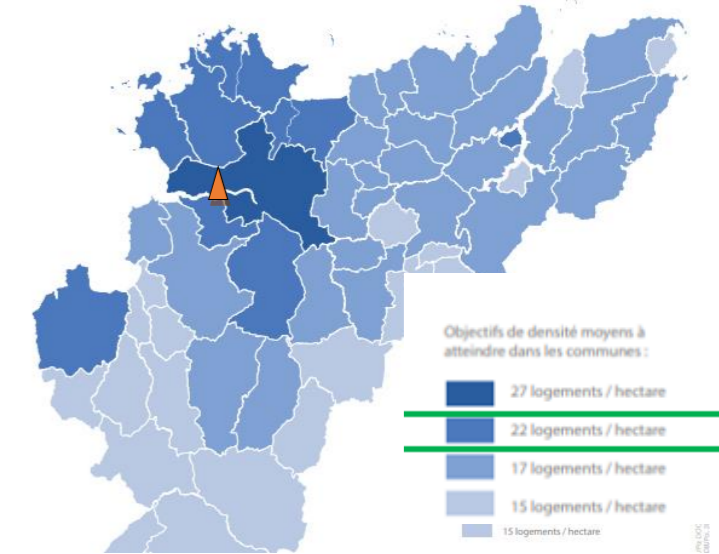 Objectifs de densité moyens à
atteindre dans les communes :
27 logements / hectare
22 logements / hectare
17 logements / hectare
15 logements / hectare
15 logements / hectare